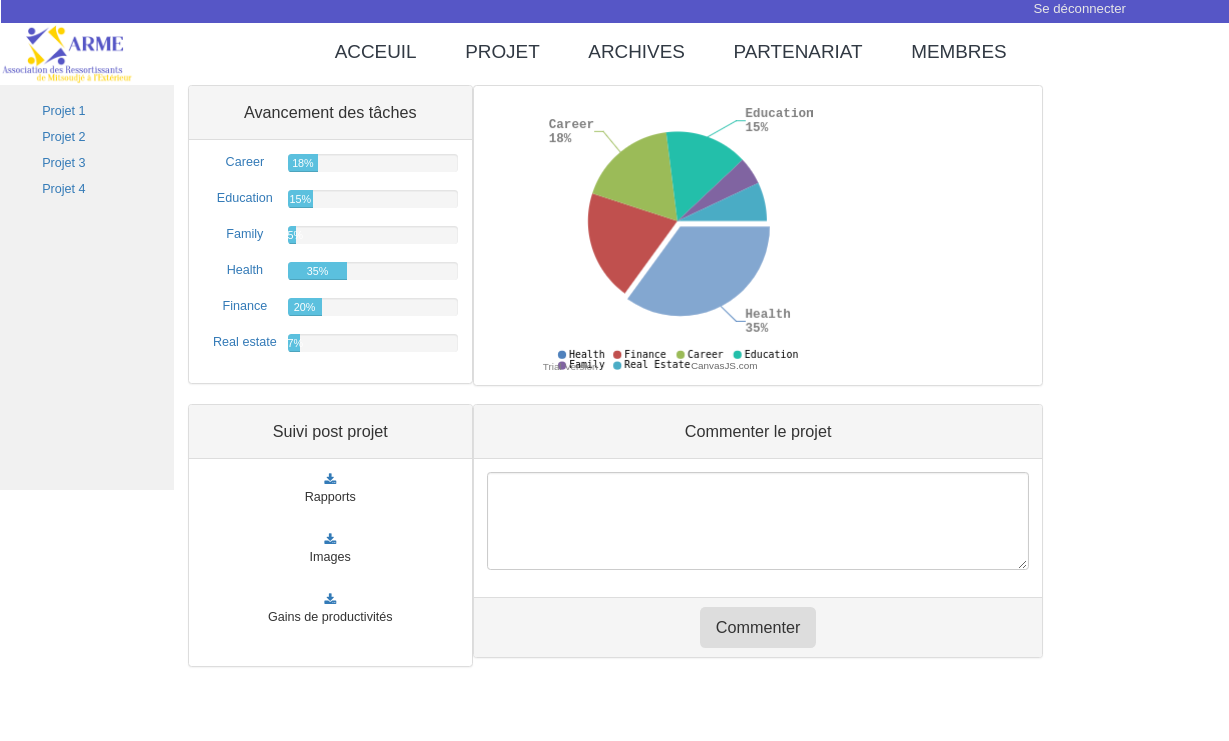 Se déconnecter
ARME
Association des Ressortissants
de Mitsoudjé à l'Extérieur
ACCEUIL PROJET ARCHIVES PARTENARIAT MEMBRES
Projet 1
Projet 2
Projet 3
Projet 4
Avancement des tâches
Career 18%
Education 15%
Family 5%
Health 35%
Finance 20%
Real estate 7%
Education
15%
Career
18%
Health
35%
Health Finance Career Education
Family Real Estate
Trial Version CanvasJS.com
Suivi post projet
Rapports
Images
Gains de productivités
Commenter le projet
Commenter